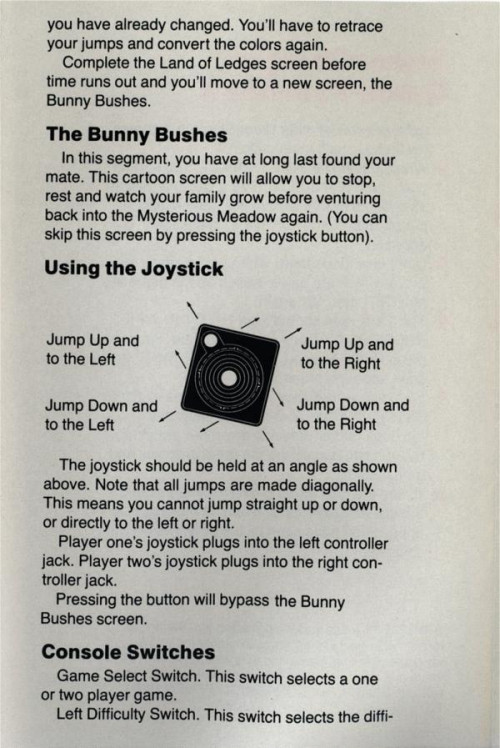 you have already changed. You'll have to retrace
your jumps and convert the colors again.
Complete the Land of Ledges screen before
time runs out and you'll move to a new screen, the
Bunny Bushes.
The Bunny Bushes
In this segment, you have at long last found your
mate. This cartoon screen will allow you to stop,
rest and watch your family grow before venturing
back into the Mysterious Meadow again. (You can
skip this screen by pressing the joystick button).
Using the Joystick
Jump Up and
to the Left
Jump Up and
to the Right
Jump Down and
to the Left
Jump Down and
to the Right
The joystick should be held at an angle as shown
above. Note that all jumps are made diagonally.
This means you cannot jump straight up or down,
or directly to the left or right.
Player one's joystick plugs into the left controller
jack. Player two's joystick plugs into the right con-
troller jack.
Pressing the button will bypass the Bunny
Bushes screen.
Console Switches
Game Select Switch. This switch selects a one
or two player game.
Left Difficulty Switch. This switch selects the diffi-